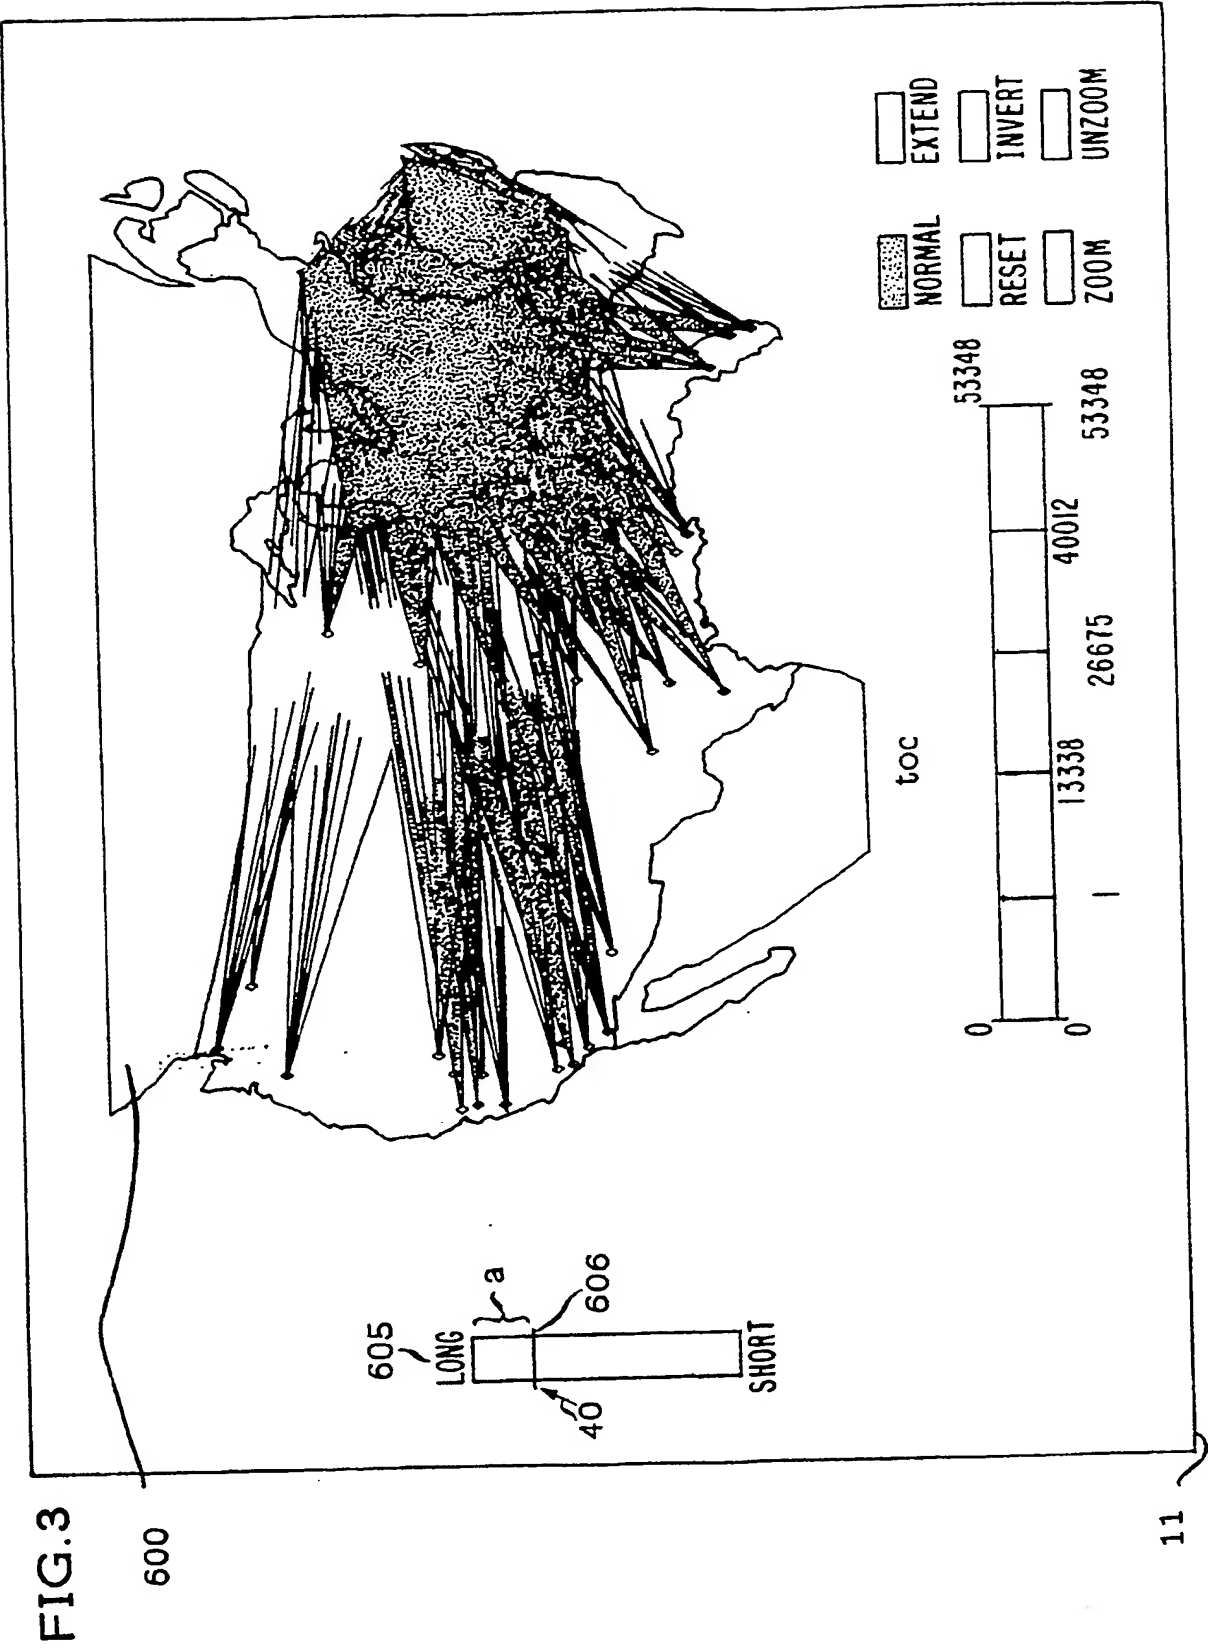 FIG.3
600
605
LONG
a
40
606
SHORT
toc
0
53348
0
1
13338
26675
40012
53348
NORMAL
EXTEND
RESET
INVERT
ZOOM
UNZOOM
11